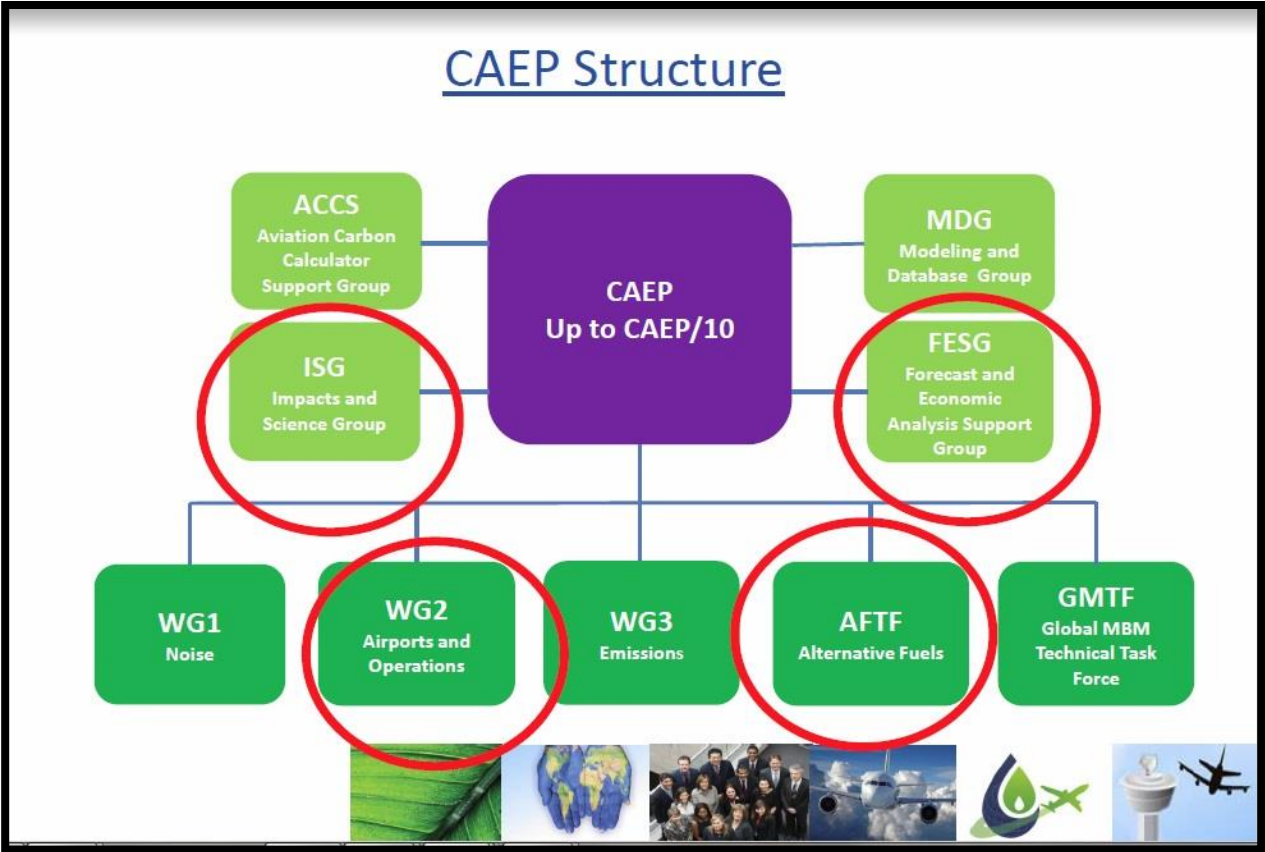 CAEP Structure
ACCS
Aviation Carbon
Calculator
Support Group
ISG
Impacts and
Science Group
CAEP
Up to CAEP/10
MDG
Modeling and
Database Group
FESG
Forecast and
Economic
Analysis Support
Group
WG1
Noise
WG2
Airports and
Operations
WG3
Emissions
AFTF
Alternative Fuels
GMTF
Global MBM
Technical Task
Force